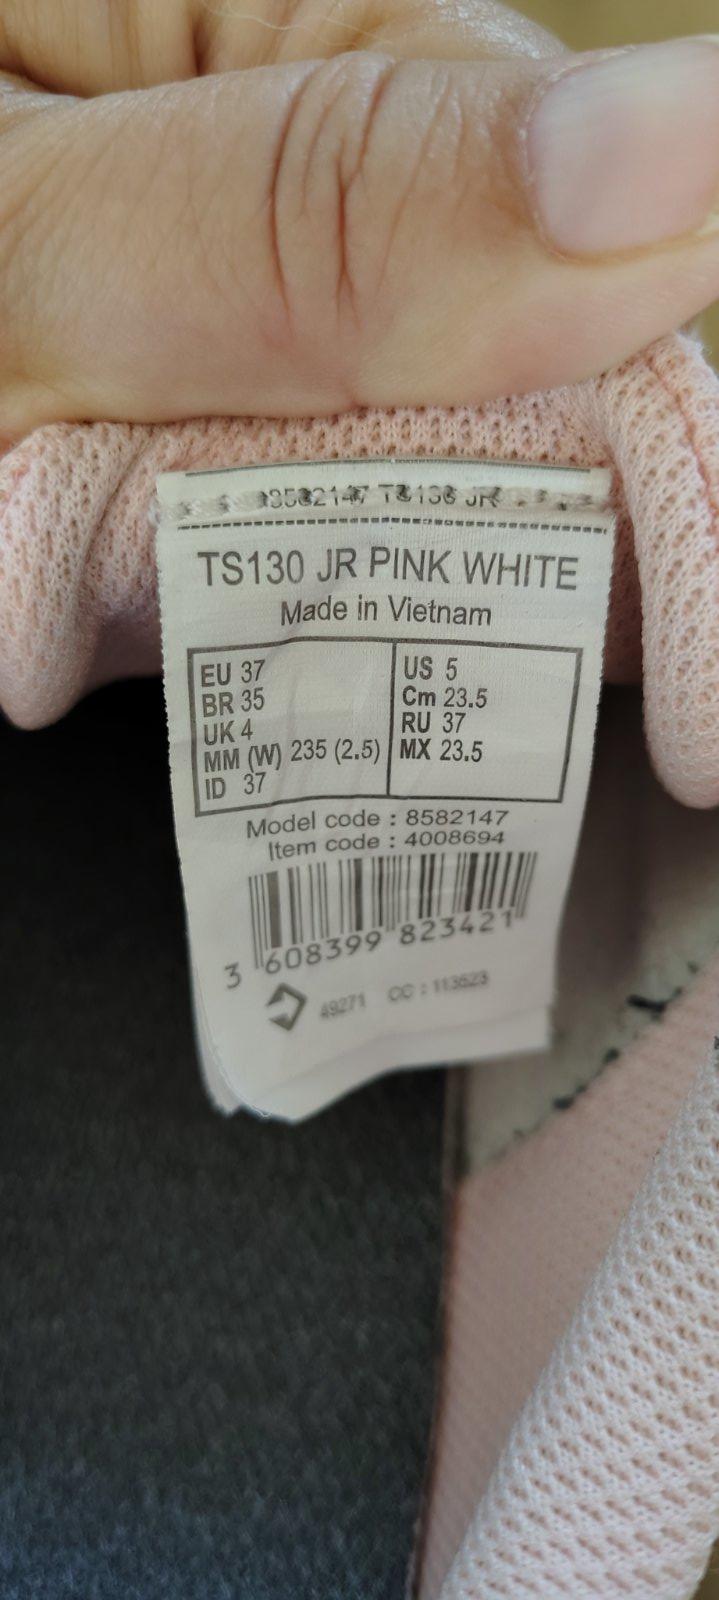 8582147 TS130 JR
TS130 JR PINK WHITE
Made in Vietnam
EU 37
BR 35
UK 4
MM (W) 235 (2.5)
ID 37
US 5
Cm 23.5
RU 37
MX 23.5
Model code : 8582147
Item code : 4008694
3 608399 823421
49271 CC : 113523